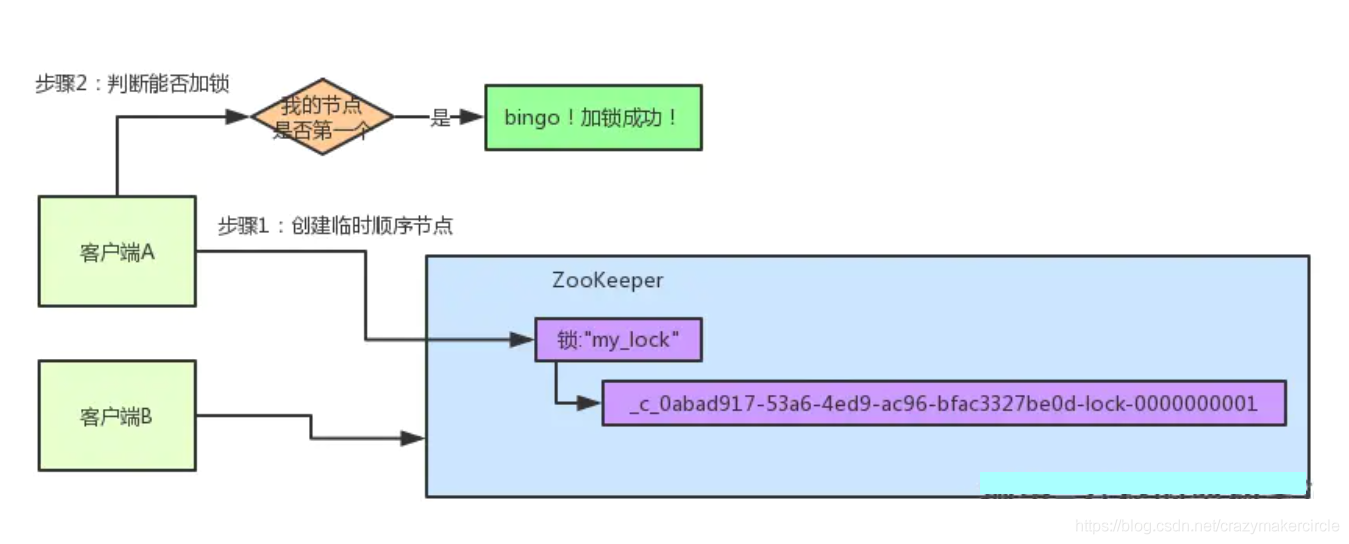 步骤2：判断能否加锁
我的节点
是否第一个
是
bingo！加锁成功！
步骤1：创建临时顺序节点
客户端A
ZooKeeper
锁:"my_lock"
_c_0abad917-53a6-4ed9-ac96-bfac3327be0d-lock-0000000001
客户端B
https://blog.csdn.net/crazymakercircle